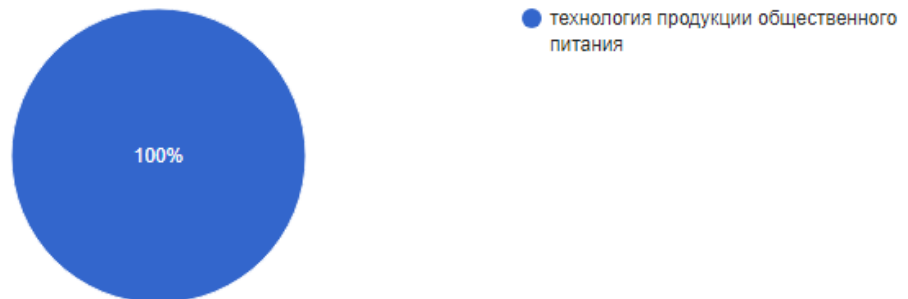 технология продукции общественного
питания
100%